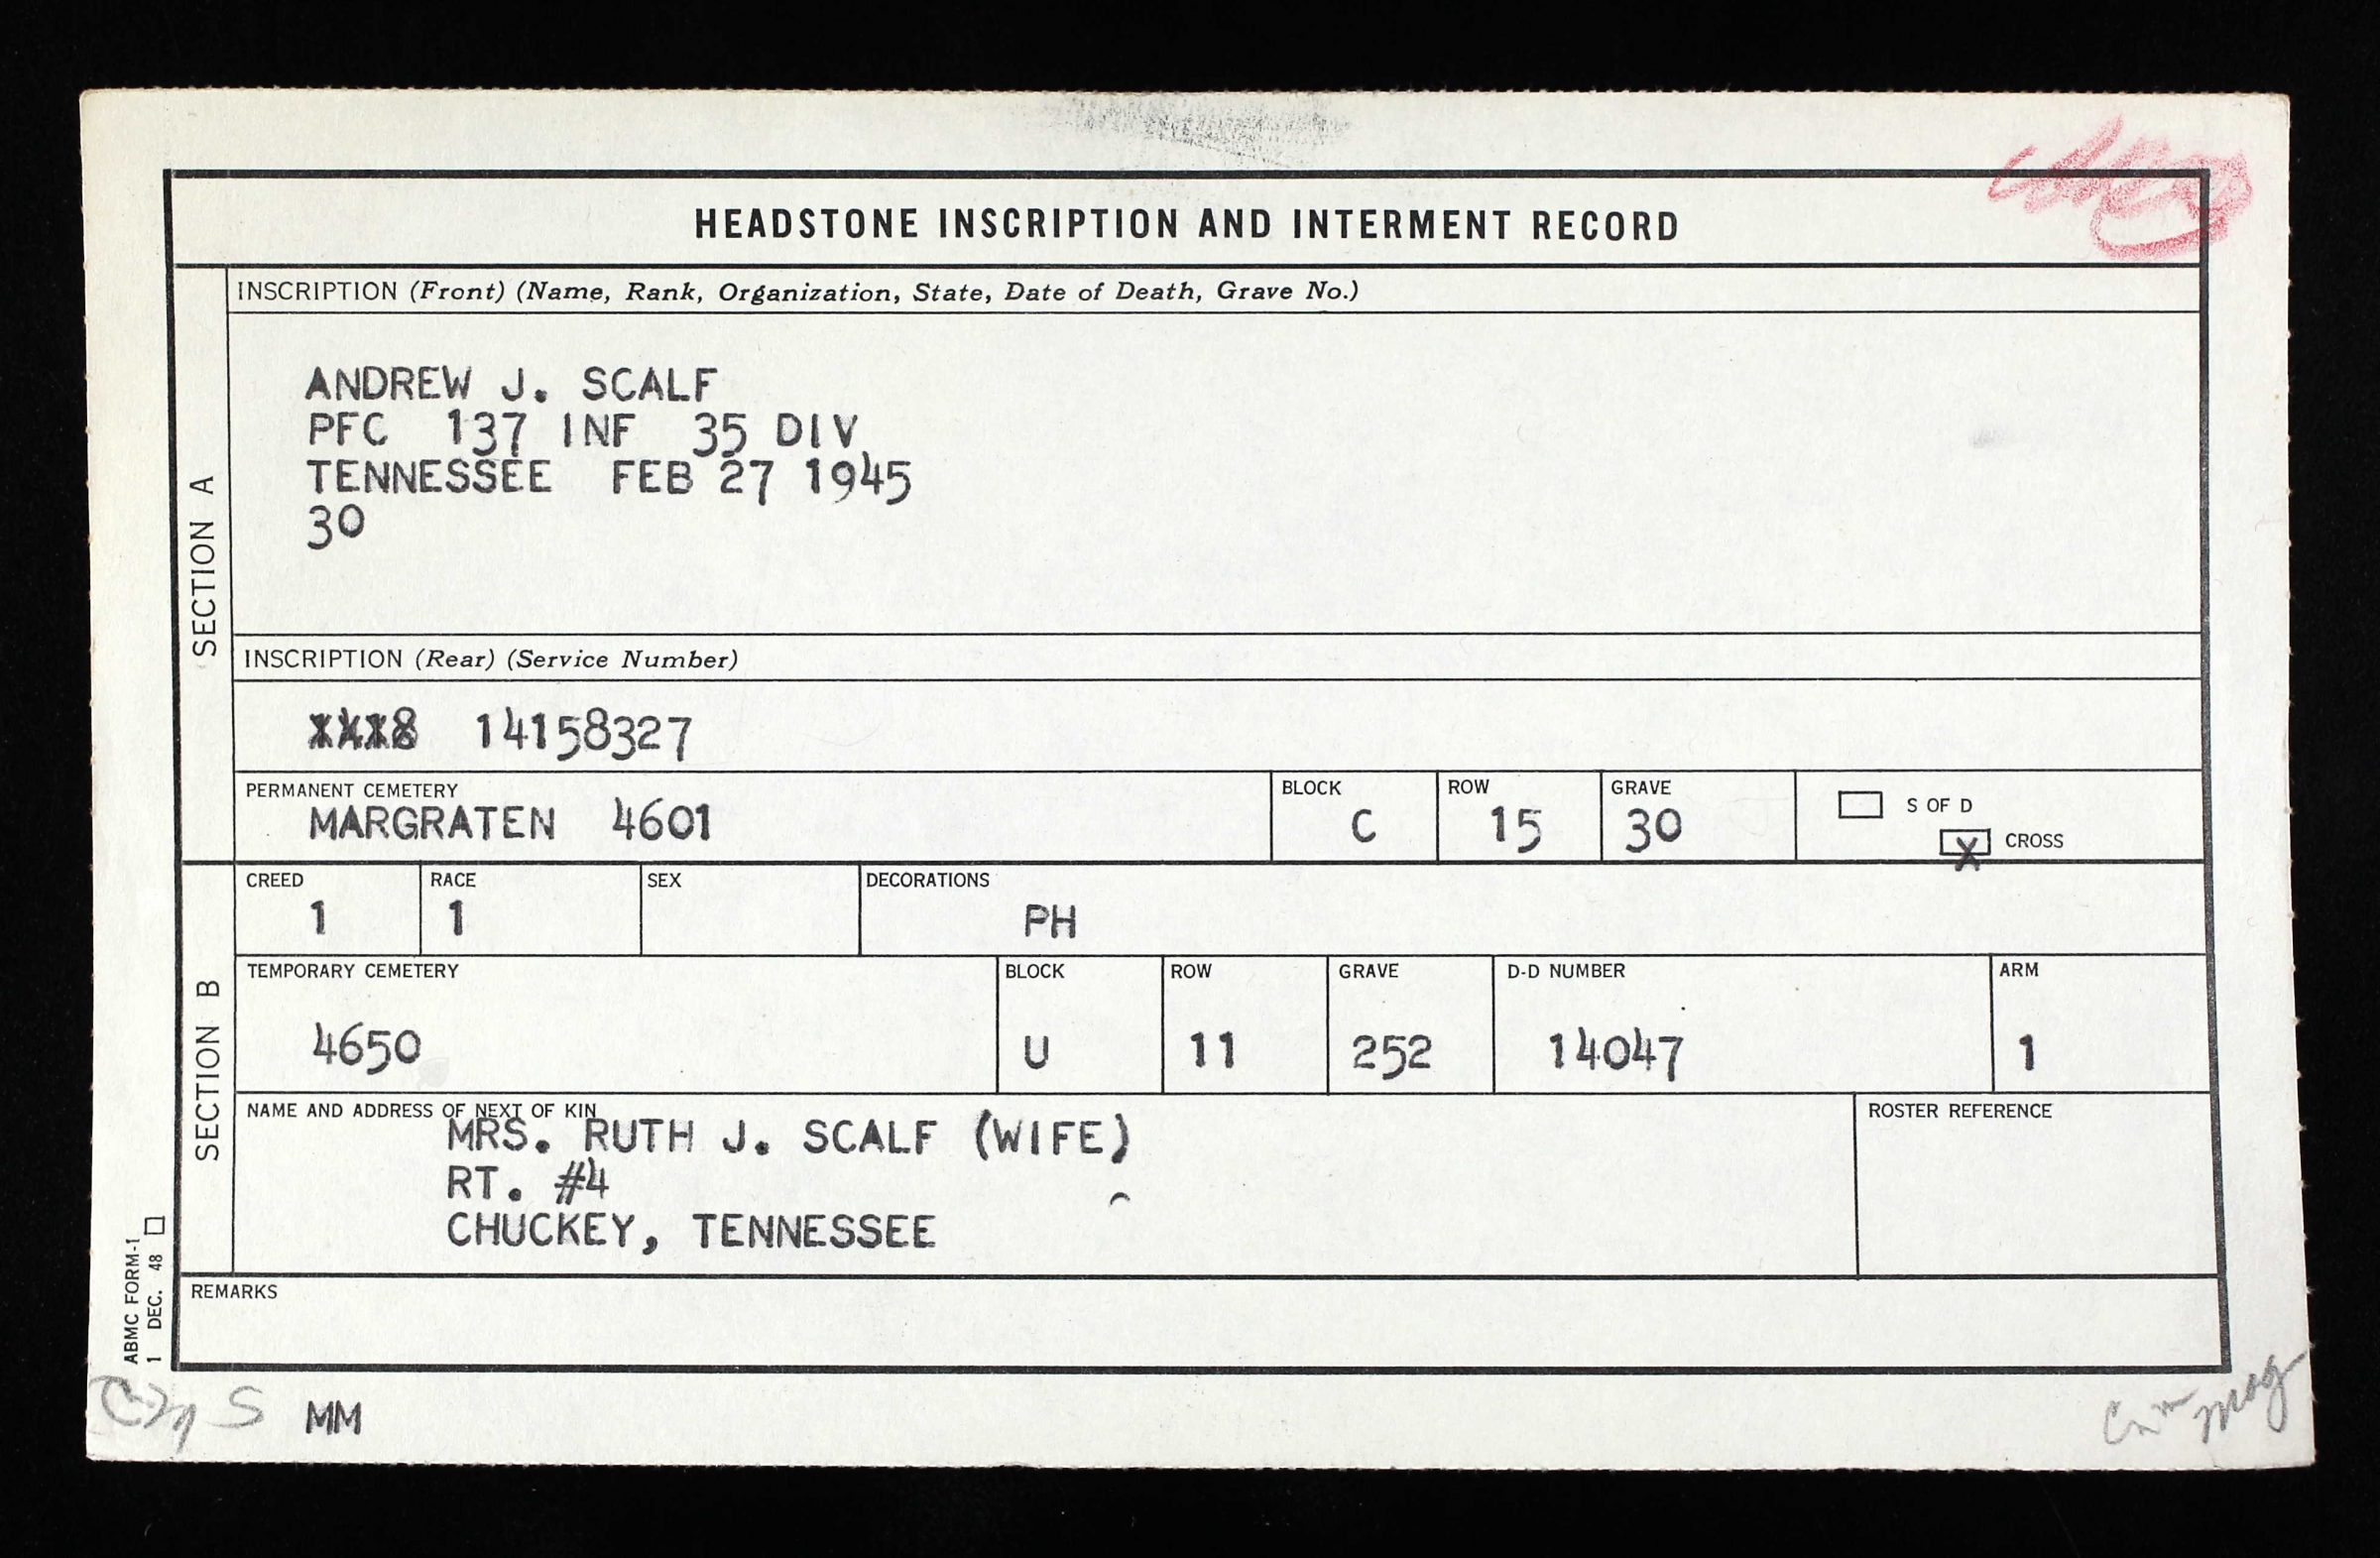 HEADSTONE INSCRIPTION AND INTERMENT RECORD
SECTION A
INSCRIPTION (Front) (Name, Rank, Organization, State, Date of Death, Grave No.)
ANDREW J. SCALF
PFC 137 INF 35 DIV
TENNESSEE FEB 27 1945
30
INSCRIPTION (Rear) (Service Number)
14158327
PERMANENT CEMETERY
MARGRATEN 4601
BLOCK
C
ROW
15
GRAVE
30
S OF D
X CROSS
SECTION B
CREED
1
RACE
1
SEX
DECORATIONS
PH
TEMPORARY CEMETERY
4650
BLOCK
U
ROW
11
GRAVE
252
D-D NUMBER
14047
ARM
1
NAME AND ADDRESS OF NEXT OF KIN
MRS. RUTH J. SCALF (WIFE)
RT. #4
CHUCKEY, TENNESSEE
ROSTER REFERENCE
REMARKS
ABMC FORM-1
1 DEC. 48
MM